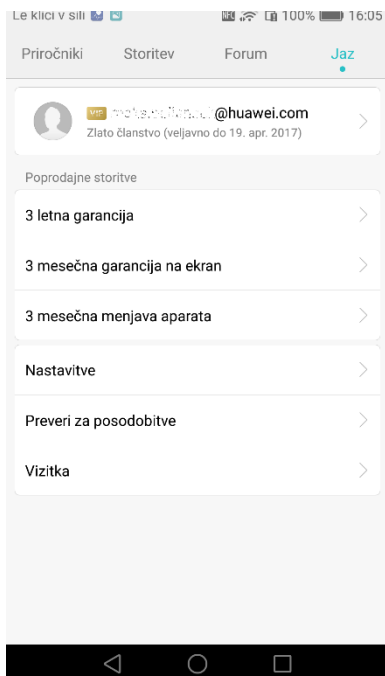 Le klici v sili NFC 100% 16:05
Priročniki Storitev Forum Jaz
VIP @huawei.com
Zlato članstvo (veljavno do 19. apr. 2017)
Poprodajne storitve
3 letna garancija
3 mesečna garancija na ekran
3 mesečna menjava aparata
Nastavitve
Preveri za posodobitve
Vizitka